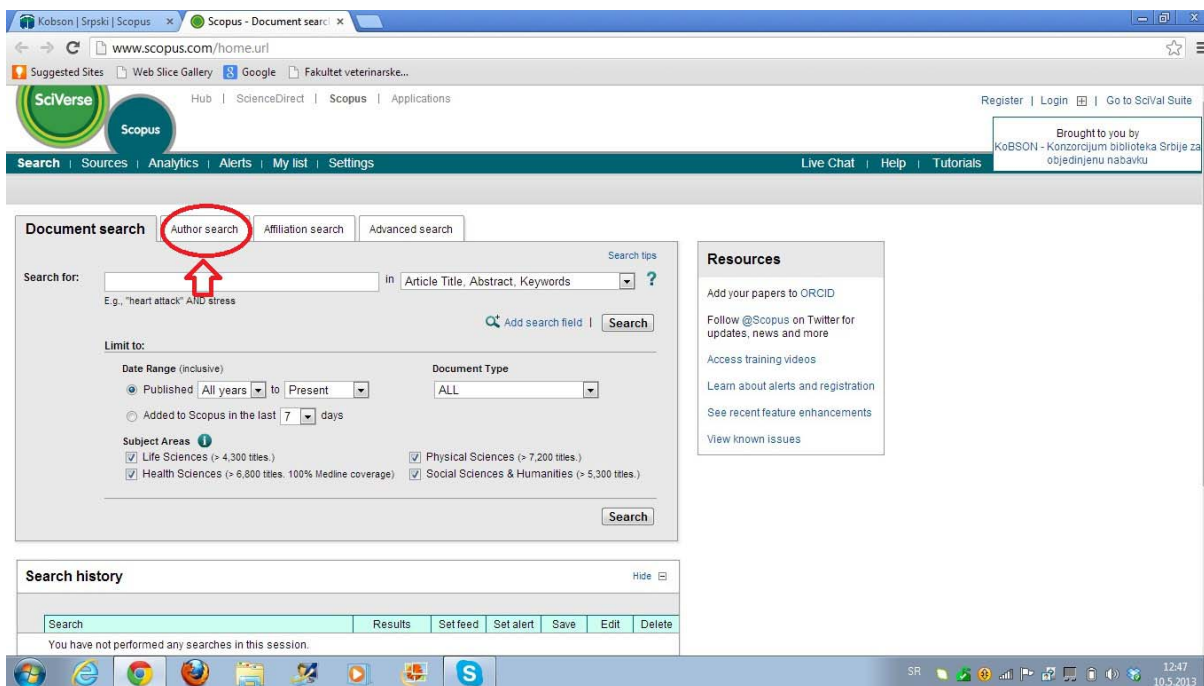 Kobson | Srpski | Scopus
Scopus - Document searc
www.scopus.com/home.url
Suggested Sites Web Slice Gallery Google Fakultet veterinarske...
SciVerse
Scopus
Hub | ScienceDirect | Scopus | Applications
Register | Login | Go to SciVal Suite
Brought to you by
KoBSON - Konzorcijum biblioteka Srbije za
objedinjenu nabavku
Search | Sources | Analytics | Alerts | My list | Settings
Live Chat | Help | Tutorials
Document search Author search Affiliation search Advanced search
Search tips
Search for: in Article Title, Abstract, Keywords ?
E.g., "heart attack" AND stress
Add search field | Search
Limit to:
Date Range (inclusive) Document Type
Published All years to Present ALL
Added to Scopus in the last 7 days
Subject Areas i
Life Sciences (> 4,300 titles.) Physical Sciences (> 7,200 titles.)
Health Sciences (> 6,800 titles. 100% Medline coverage) Social Sciences & Humanities (> 5,300 titles.)
Search
Resources
Add your papers to ORCID
Follow @Scopus on Twitter for
updates, news and more
Access training videos
Learn about alerts and registration
See recent feature enhancements
View known issues
Search history Hide
Search Results Set feed Set alert Save Edit Delete
You have not performed any searches in this session.
SR 12:47
10.5.2013